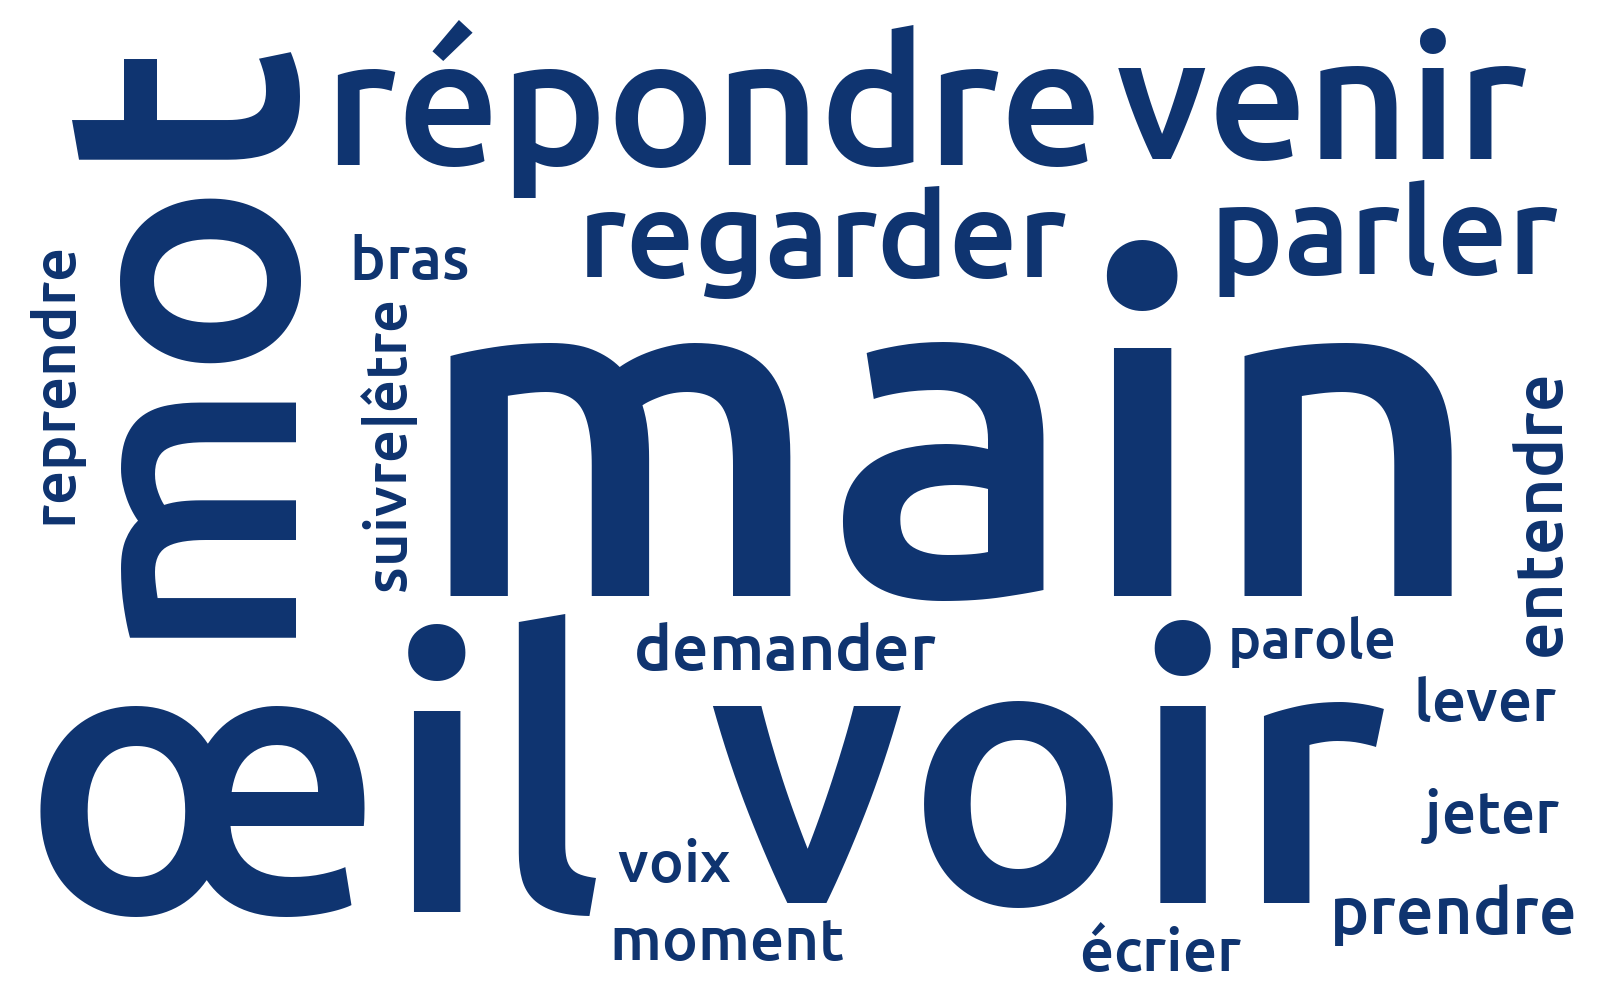 répondre
venir
mot
regarder
parler
bras
reprendre
suivre|être
main
entendre
œil
demander
voir
parole
lever
jeter
voix
prendre
moment
écrier